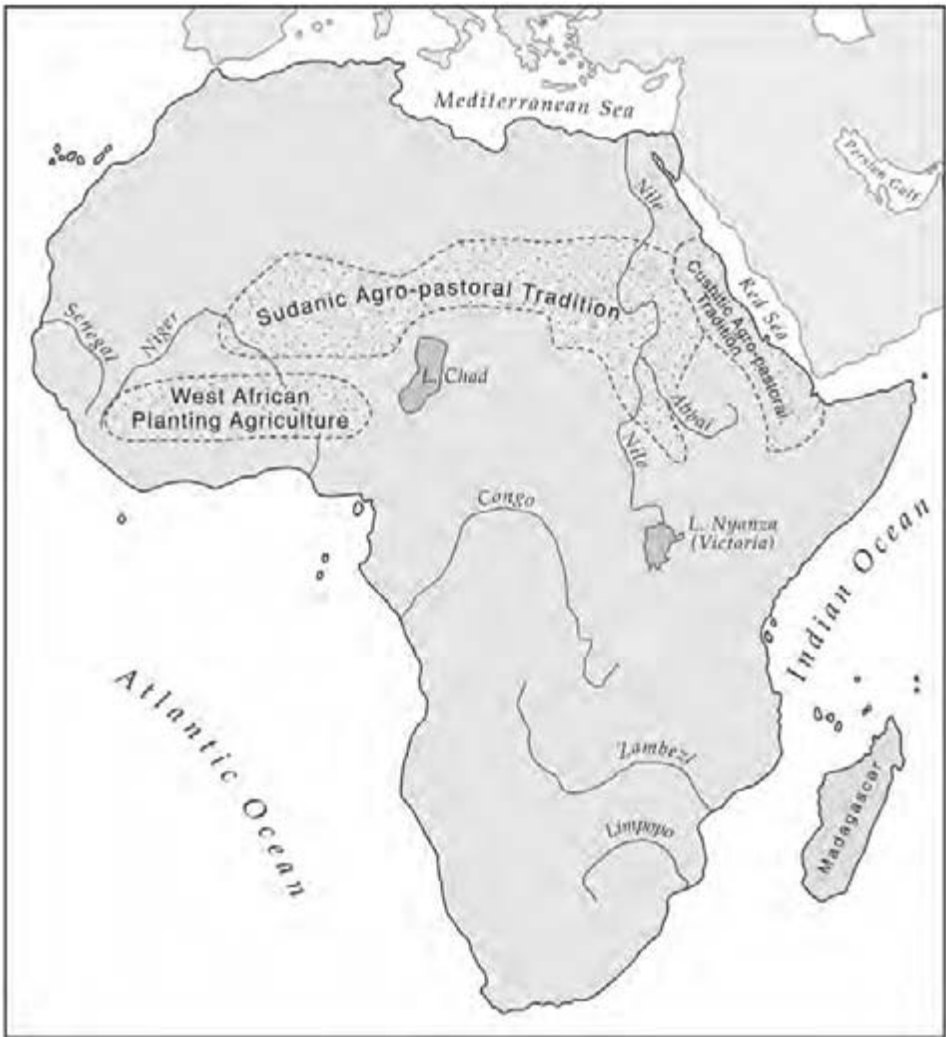 Mediterranean Sea
Persian Gulf
Nile
Red Sea
Cushitic Agro-pastoral
Tradition
Sudanic Agro-pastoral Tradition
Senegal
Niger
L. Chad
West African
Planting Agriculture
Abbai
Nile
Congo
L. Nyanza
(Victoria)
Indian Ocean
Atlantic Ocean
Zambezi
Limpopo
Madagascar